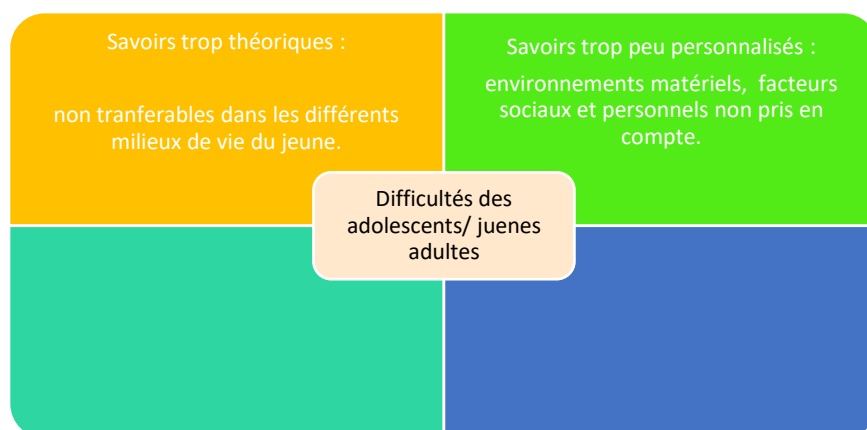 Savoirs trop théoriques :
non tranferables dans les différents
milieux de vie du jeune.
Savoirs trop peu personnalisés :
environnements matériels, facteurs
sociaux et personnels non pris en
compte.
Difficultés des
adolescents/ juenes
adultes